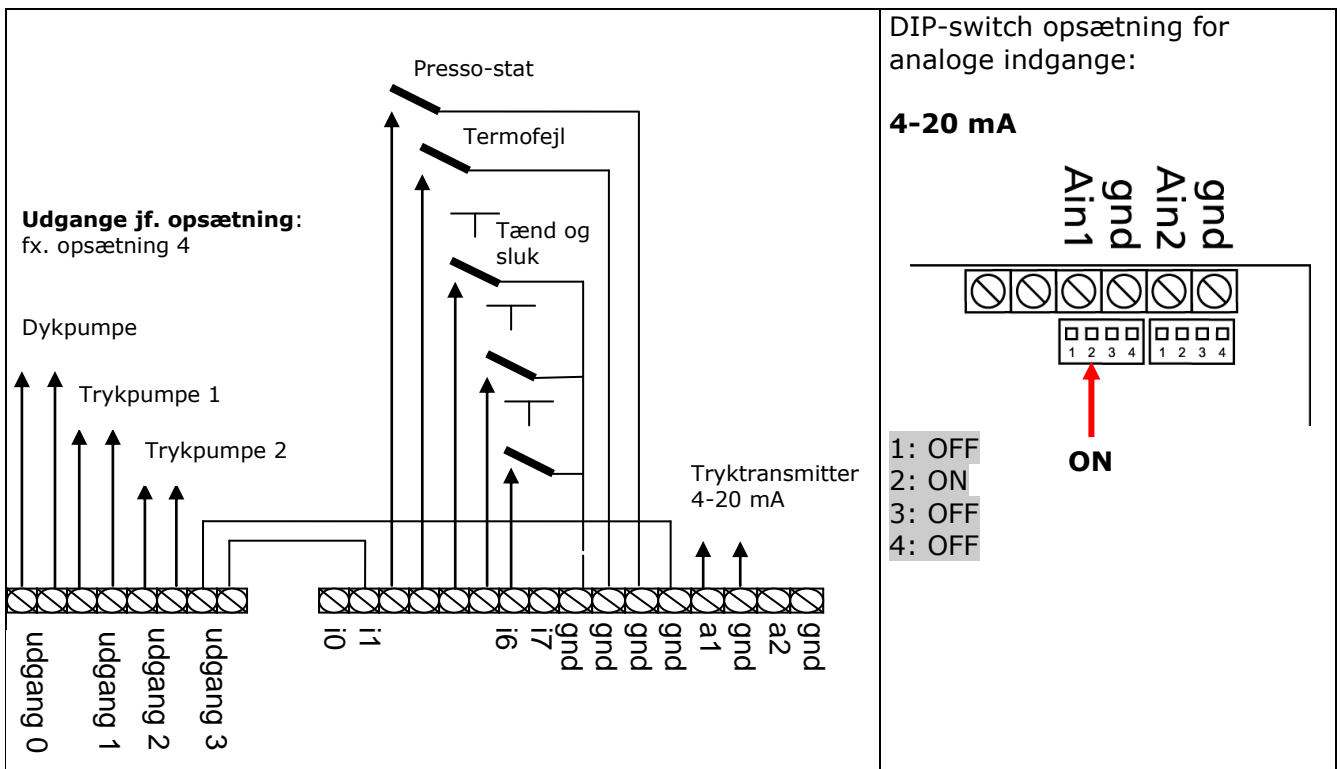 Presso-stat
Termofejl
Udgange jf. opsætning:
fx. opsætning 4
Tænd og
sluk
Dykpumpe
Trykpumpe 1
Trykpumpe 2
Tryktransmitter
4-20 mA
udgang 0
udgang 1
udgang 2
udgang 3
i0
i1
i6
i7
gnd
gnd
gnd
gnd
a1
gnd
a2
gnd
DIP-switch opsætning for
analoge indgange:
4-20 mA
Ain1
gnd
Ain2
gnd
1 2 3 4 1 2 3 4
ON
1: OFF
2: ON
3: OFF
4: OFF